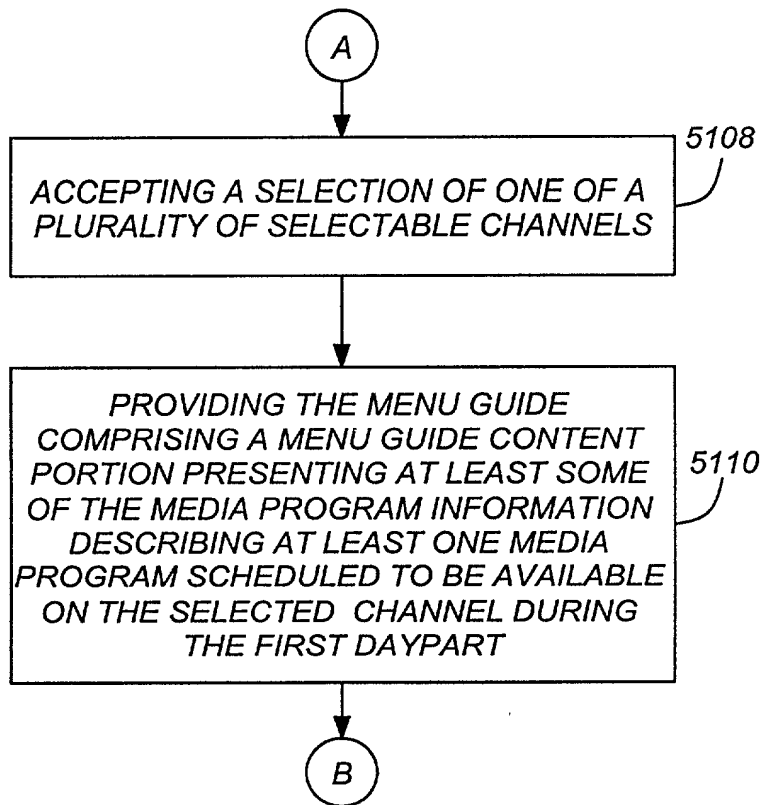 A
5108
ACCEPTING A SELECTION OF ONE OF A
PLURALITY OF SELECTABLE CHANNELS
PROVIDING THE MENU GUIDE
COMPRISING A MENU GUIDE CONTENT
PORTION PRESENTING AT LEAST SOME
OF THE MEDIA PROGRAM INFORMATION
DESCRIBING AT LEAST ONE MEDIA
PROGRAM SCHEDULED TO BE AVAILABLE
ON THE SELECTED CHANNEL DURING
THE FIRST DAYPART
5110
B